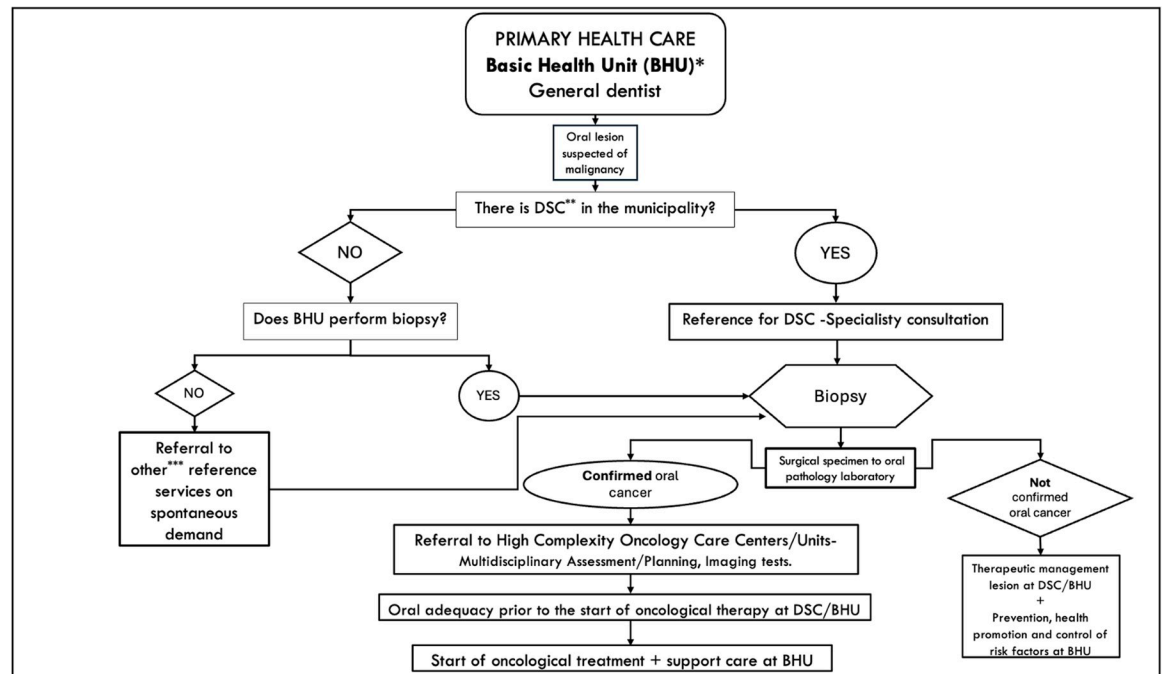 PRIMARY HEALTH CARE
Basic Health Unit (BHU)*
General dentist
Oral lesion
suspected of
malignancy
There is DSC** in the municipality?
NO
YES
Does BHU perform biopsy?
Reference for DSC -Specialisty consultation
NO
YES
Biopsy
Referral to
other*** reference
services on
spontaneous
demand
Surgical specimen to oral
pathology laboratory
Confirmed oral
cancer
Not
confirmed
oral cancer
Referral to High Complexity Oncology Care Centers/Units-
Multidisciplinary Assessment/Planning, Imaging tests.
Therapeutic management
lesion at DSC/BHU
+
Prevention, health
promotion and control of
risk factors at BHU
Oral adequacy prior to the start of oncological therapy at DSC/BHU
Start of oncological treatment + support care at BHU